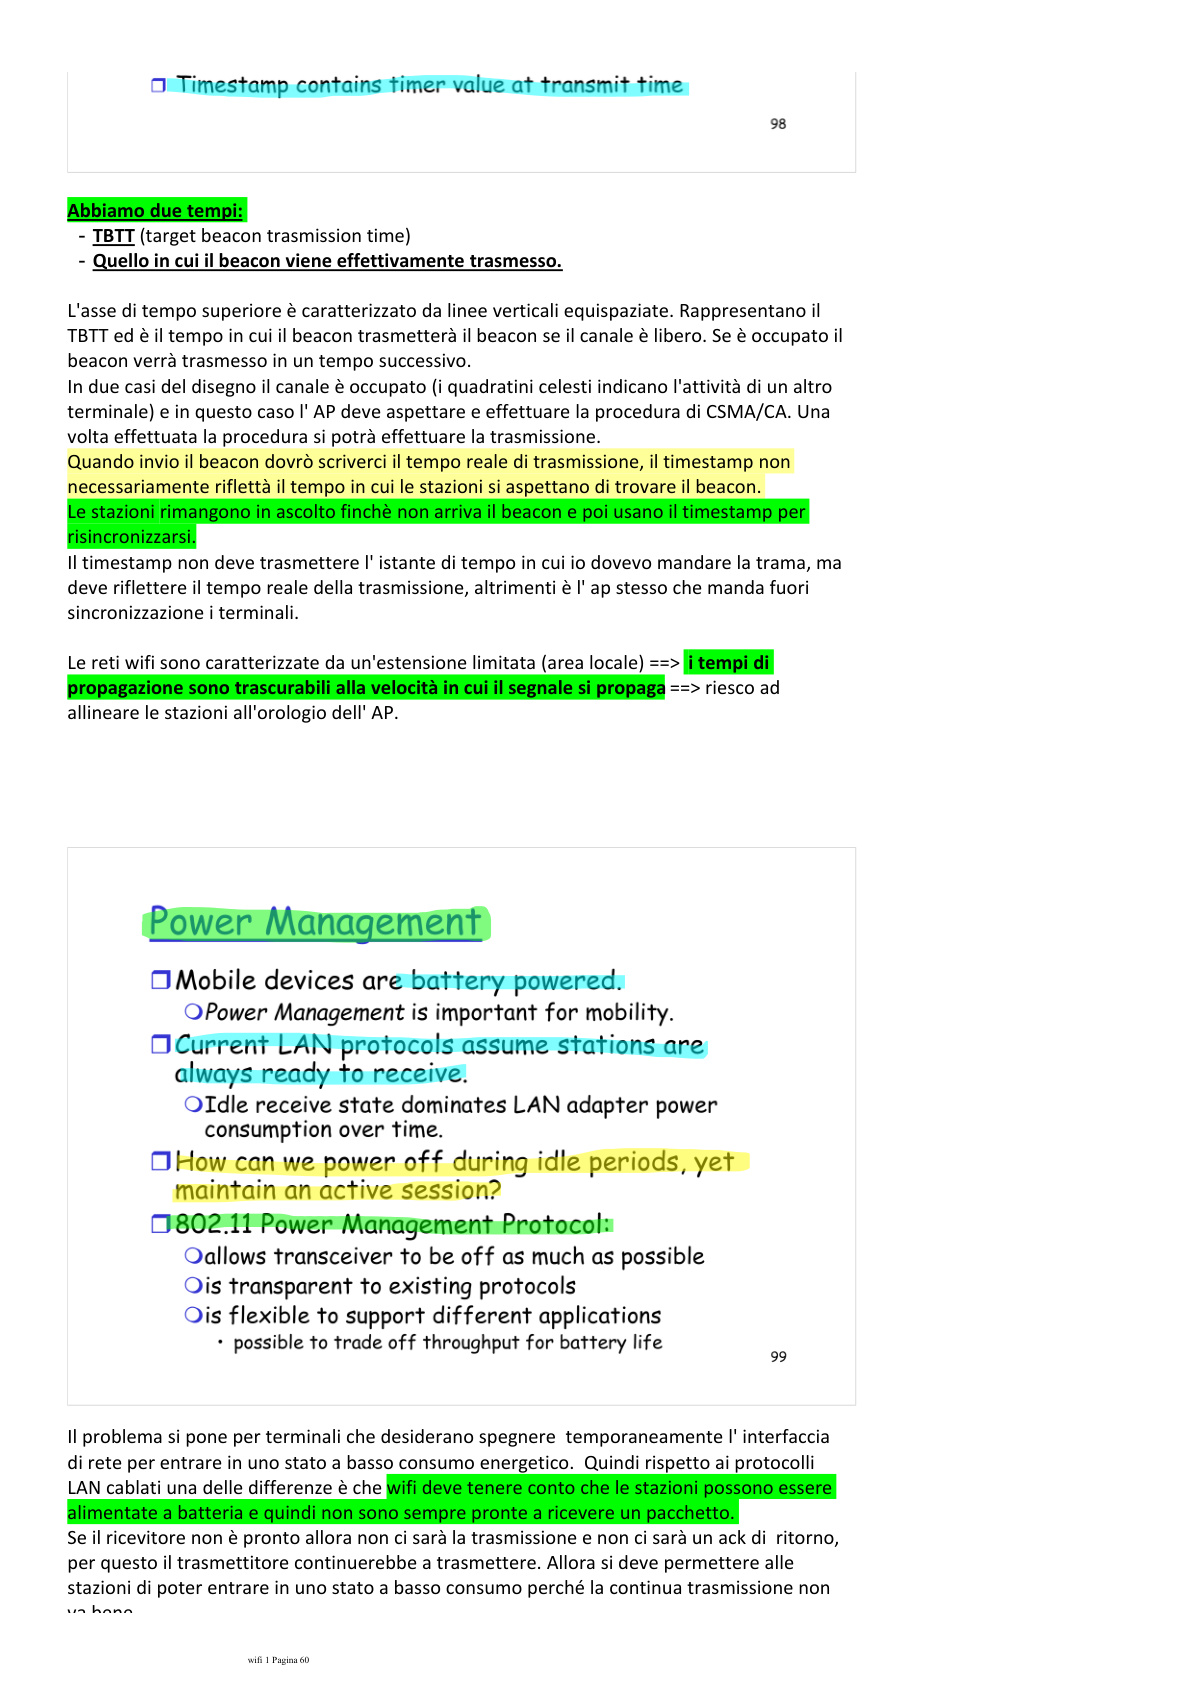 ❒ Timestamp contains timer value at transmit time
98
Abbiamo due tempi:
- TBTT (target beacon trasmission time)
- Quello in cui il beacon viene effettivamente trasmesso.
L'asse di tempo superiore è caratterizzato da linee verticali equispaziate. Rappresentano il
TBTT ed è il tempo in cui il beacon trasmetterà il beacon se il canale è libero. Se è occupato il
beacon verrà trasmesso in un tempo successivo.
In due casi del disegno il canale è occupato (i quadratini celesti indicano l'attività di un altro
terminale) e in questo caso l' AP deve aspettare e effettuare la procedura di CSMA/CA. Una
volta effettuata la procedura si potrà effettuare la trasmissione.
Quando invio il beacon dovrò scriverci il tempo reale di trasmissione, il timestamp non
necessariamente riflettà il tempo in cui le stazioni si aspettano di trovare il beacon.
Le stazioni rimangono in ascolto finchè non arriva il beacon e poi usano il timestamp per
risincronizzarsi.
Il timestamp non deve trasmettere l' istante di tempo in cui io dovevo mandare la trama, ma
deve riflettere il tempo reale della trasmissione, altrimenti è l' ap stesso che manda fuori
sincronizzazione i terminali.
Le reti wifi sono caratterizzate da un'estensione limitata (area locale) ==> i tempi di
propagazione sono trascurabili alla velocità in cui il segnale si propaga ==> riesco ad
allineare le stazioni all'orologio dell' AP.
Power Management
❒ Mobile devices are battery powered.
○ Power Management is important for mobility.
❒ Current LAN protocols assume stations are
always ready to receive.
○ Idle receive state dominates LAN adapter power
consumption over time.
❒ How can we power off during idle periods, yet
maintain an active session?
❒ 802.11 Power Management Protocol:
○ allows transceiver to be off as much as possible
○ is transparent to existing protocols
○ is flexible to support different applications
• possible to trade off throughput for battery life
99
Il problema si pone per terminali che desiderano spegnere  temporaneamente l' interfaccia
di rete per entrare in uno stato a basso consumo energetico.  Quindi rispetto ai protocolli
LAN cablati una delle differenze è che wifi deve tenere conto che le stazioni possono essere
alimentate a batteria e quindi non sono sempre pronte a ricevere un pacchetto.
Se il ricevitore non è pronto allora non ci sarà la trasmissione e non ci sarà un ack di  ritorno,
per questo il trasmettitore continuerebbe a trasmettere. Allora si deve permettere alle
stazioni di poter entrare in uno stato a basso consumo perché la continua trasmissione non
va bene
wifi 1 Pagina 60